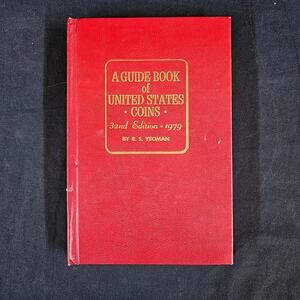 A GUIDE BOOK
of
UNITED STATES
• COINS •
32nd Edition • 1979
BY R. S. YEOMAN